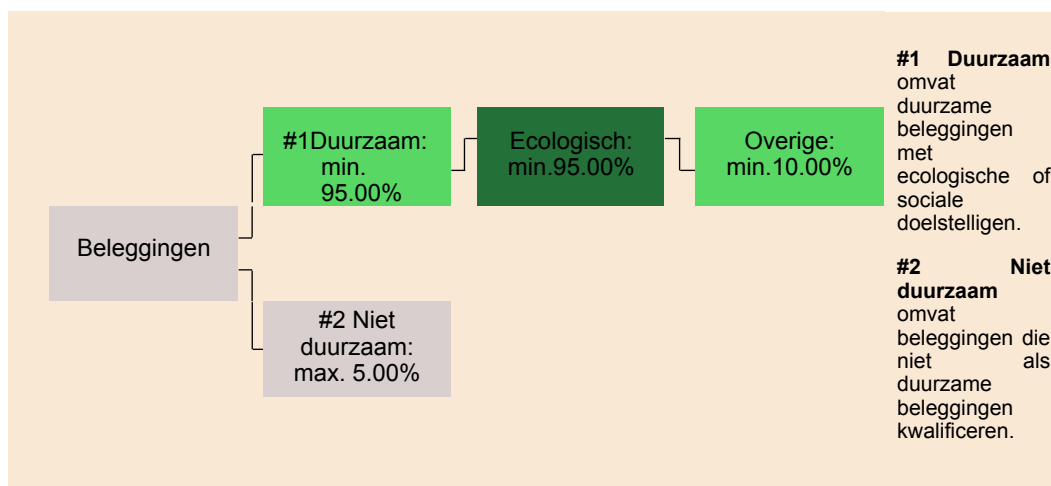 #1Duurzaam:
min.
95.00%
Ecologisch:
min.95.00%
Overige:
min.10.00%
Beleggingen
#2 Niet
duurzaam:
max. 5.00%
#1 Duurzaam
omvat
duurzame
beleggingen
met
ecologische of
sociale
doelstelligen.
#2 Niet
duurzaam
omvat
beleggingen die
niet als
duurzame
beleggingen
kwalificeren.